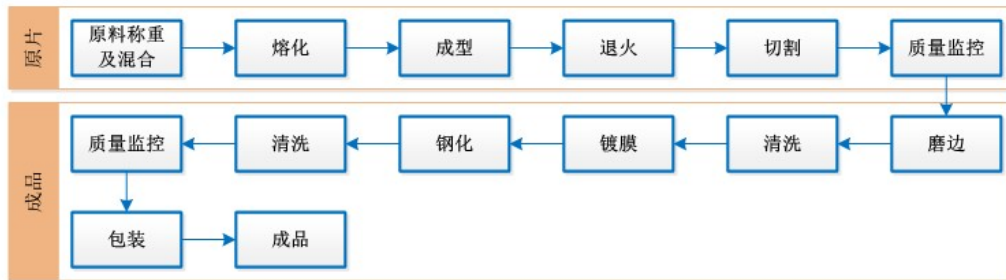 原片
原料称重
及混合
熔化
成型
退火
切割
质量监控
成品
磨边
清洗
镀膜
钢化
清洗
质量监控
包装
成品